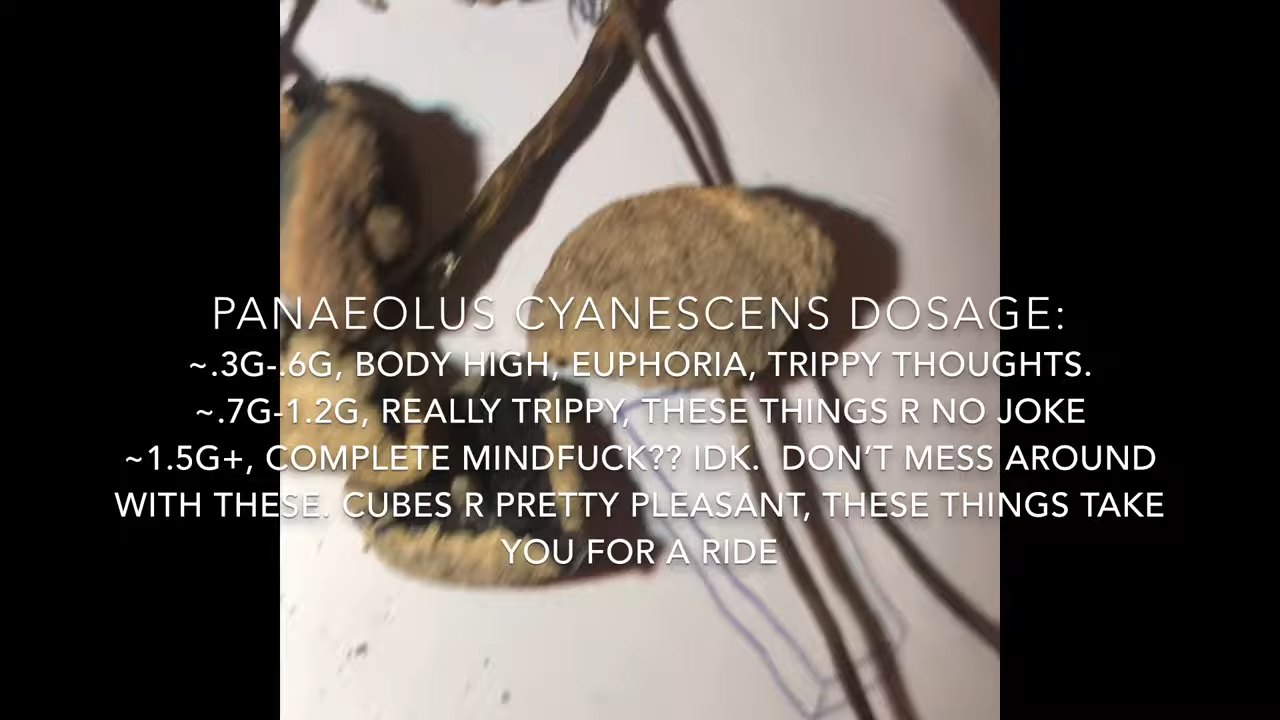 PANAEOLUS CYANESCENS DOSAGE:
~.3G-.6G, BODY HIGH, EUPHORIA, TRIPPY THOUGHTS.
~.7G-1.2G, REALLY TRIPPY, THESE THINGS R NO JOKE
~1.5G+, COMPLETE MINDFUCK?? IDK. DON'T MESS AROUND
WITH THESE. CUBES R PRETTY PLEASANT, THESE THINGS TAKE
YOU FOR A RIDE